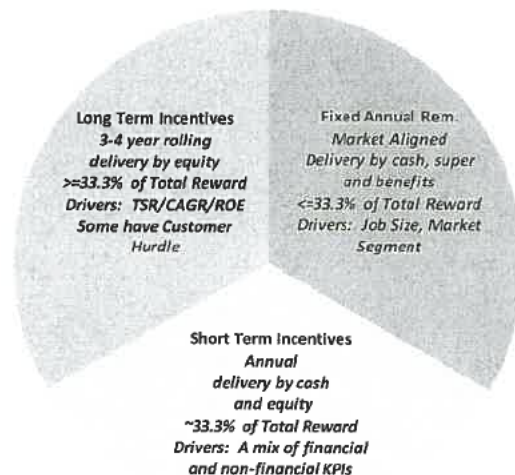 Long Term Incentives
3-4 year rolling
delivery by equity
>=33.3% of Total Reward
Drivers: TSR/CAGR/ROE
Some have Customer
Hurdle
Fixed Annual Rem.
Market Aligned
Delivery by cash, super
and benefits
<=33.3% of Total Reward
Drivers: Job Size, Market
Segment
Short Term Incentives
Annual
delivery by cash
and equity
~33.3% of Total Reward
Drivers: A mix of financial
and non-financial KPIs